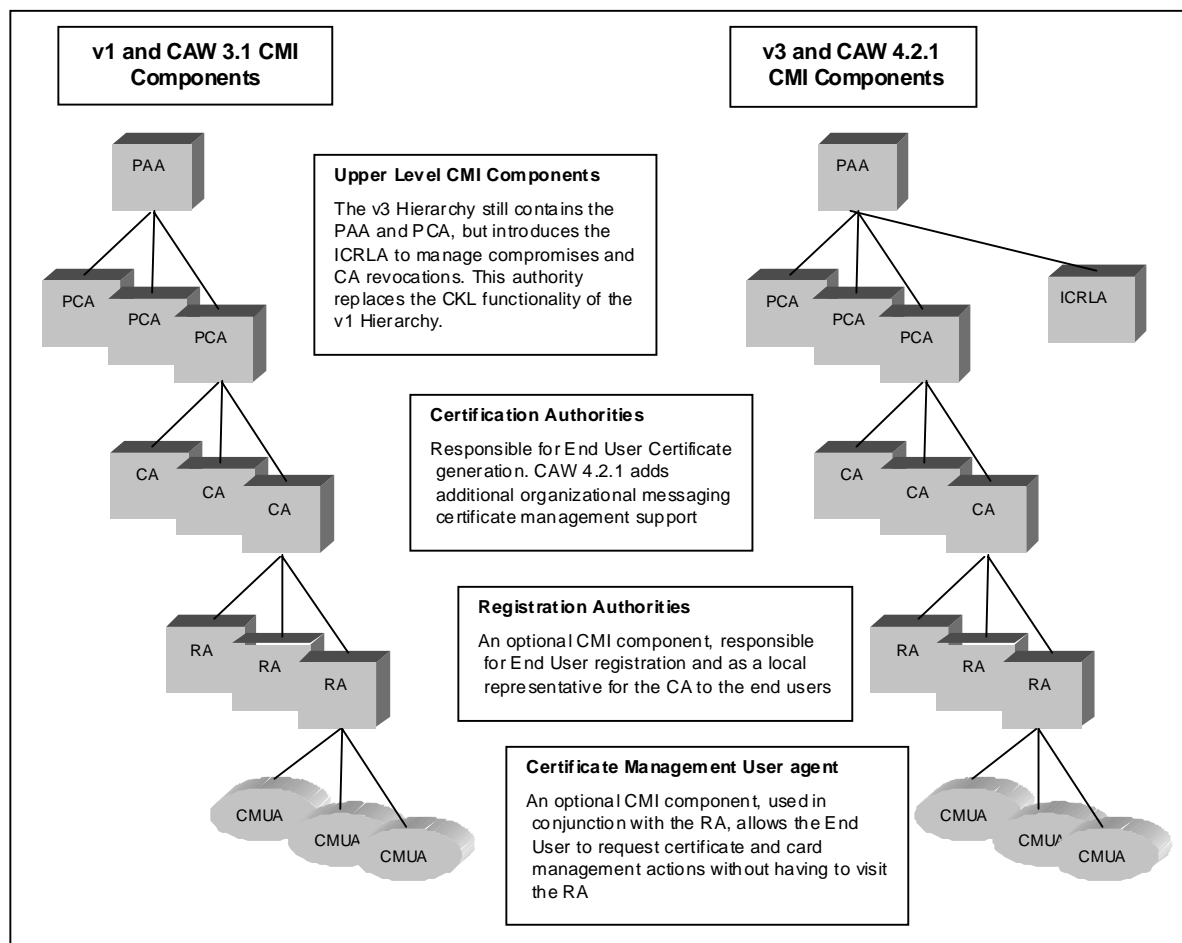 v1 and CAW 3.1 CMI
Components
v3 and CAW 4.2.1
CMI Components
PAA
PAA
Upper Level CMI Components
The v3 Hierarchy still contains the
PAA and PCA, but introduces the
ICRLA to manage compromises and
CA revocations. This authority
replaces the CKL functionality of the
v1 Hierarchy.
PCA
PCA
PCA
PCA
PCA
PCA
ICRLA
Certification Authorities
Responsible for End User Certificate
generation. CAW 4.2.1 adds
additional organizational messaging
certificate management support
CA
CA
CA
CA
CA
CA
Registration Authorities
An optional CMI component, responsible
for End User registration and as a local
representative for the CA to the end users
RA
RA
RA
RA
RA
RA
Certificate Management User agent
An optional CMI component, used in
conjunction with the RA, allows the End
User to request certificate and card
management actions without having to visit
the RA
CMUA
CMUA
CMUA
CMUA
CMUA
CMUA